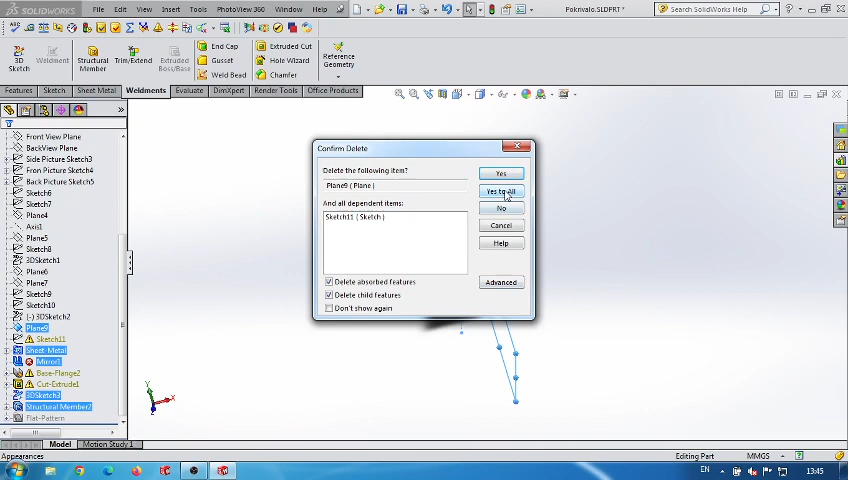 SOLIDWORKS File Edit View Insert Tools PhotoView 360 Window Help Pokrivalo.SLDPRT * Search SolidWorks Help
3D Sketch Weldment Structural Member Trim/Extend Extruded Boss/Base End Cap Extruded Cut Reference Geometry
Gusset Hole Wizard
Weld Bead Chamfer
Features Sketch Sheet Metal Weldments Evaluate DimXpert Render Tools Office Products
Front View Plane
BackView Plane
Side Picture Sketch3
Fron Picture Sketch4
Back Picture Sketch5
Sketch6
Sketch7
Plane4
Axis1
Plane5
Sketch8
3DSketch1
Plane6
Plane7
Sketch9
Sketch10
(-) 3DSketch2
Plane9
Sketch11
Sheet-Metal
Mirror1
Base-Flange2
Cut-Extrude1
3DSketch3
Structural Member2
Flat-Pattern
Confirm Delete
Delete the following item?
Plane9 ( Plane )
And all dependent items:
Sketch11 ( Sketch )
Delete absorbed features
Delete child features
Don't show again
Yes
Yes to All
No
Cancel
Help
Advanced
Y X Z
Model Motion Study 1
Appearances Editing Part MMGS
EN 13:45